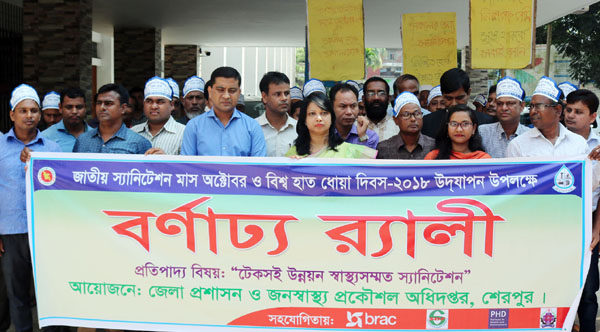 জাতীয় স্যানিটেশন মাস অক্টোবর ও বিশ্ব হাত ধোয়া দিবস-২০১৮ উদ্‌যাপন উপলক্ষে
বর্ণাঢ্য র‍্যালী
প্রতিপাদ্য বিষয়: “টেকসই উন্নয়ন স্বাস্থ্যসম্মত স্যানিটেশন”
আয়োজনে: জেলা প্রশাসন ও জনস্বাস্থ্য প্রকৌশল অধিদপ্তর, শেরপুর ।
সহযোগিতায়: brac PHD